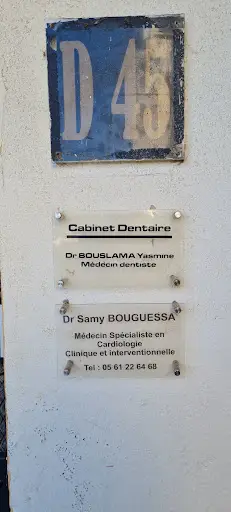 D 45
Cabinet Dentaire
Dr BOUSLAMA Yasmine
Médécin dentiste
Dr Samy BOUGUESSA
Médecin Spécialiste en
Cardiologie
Clinique et interventionnelle
Tel : 05 61 22 64 68